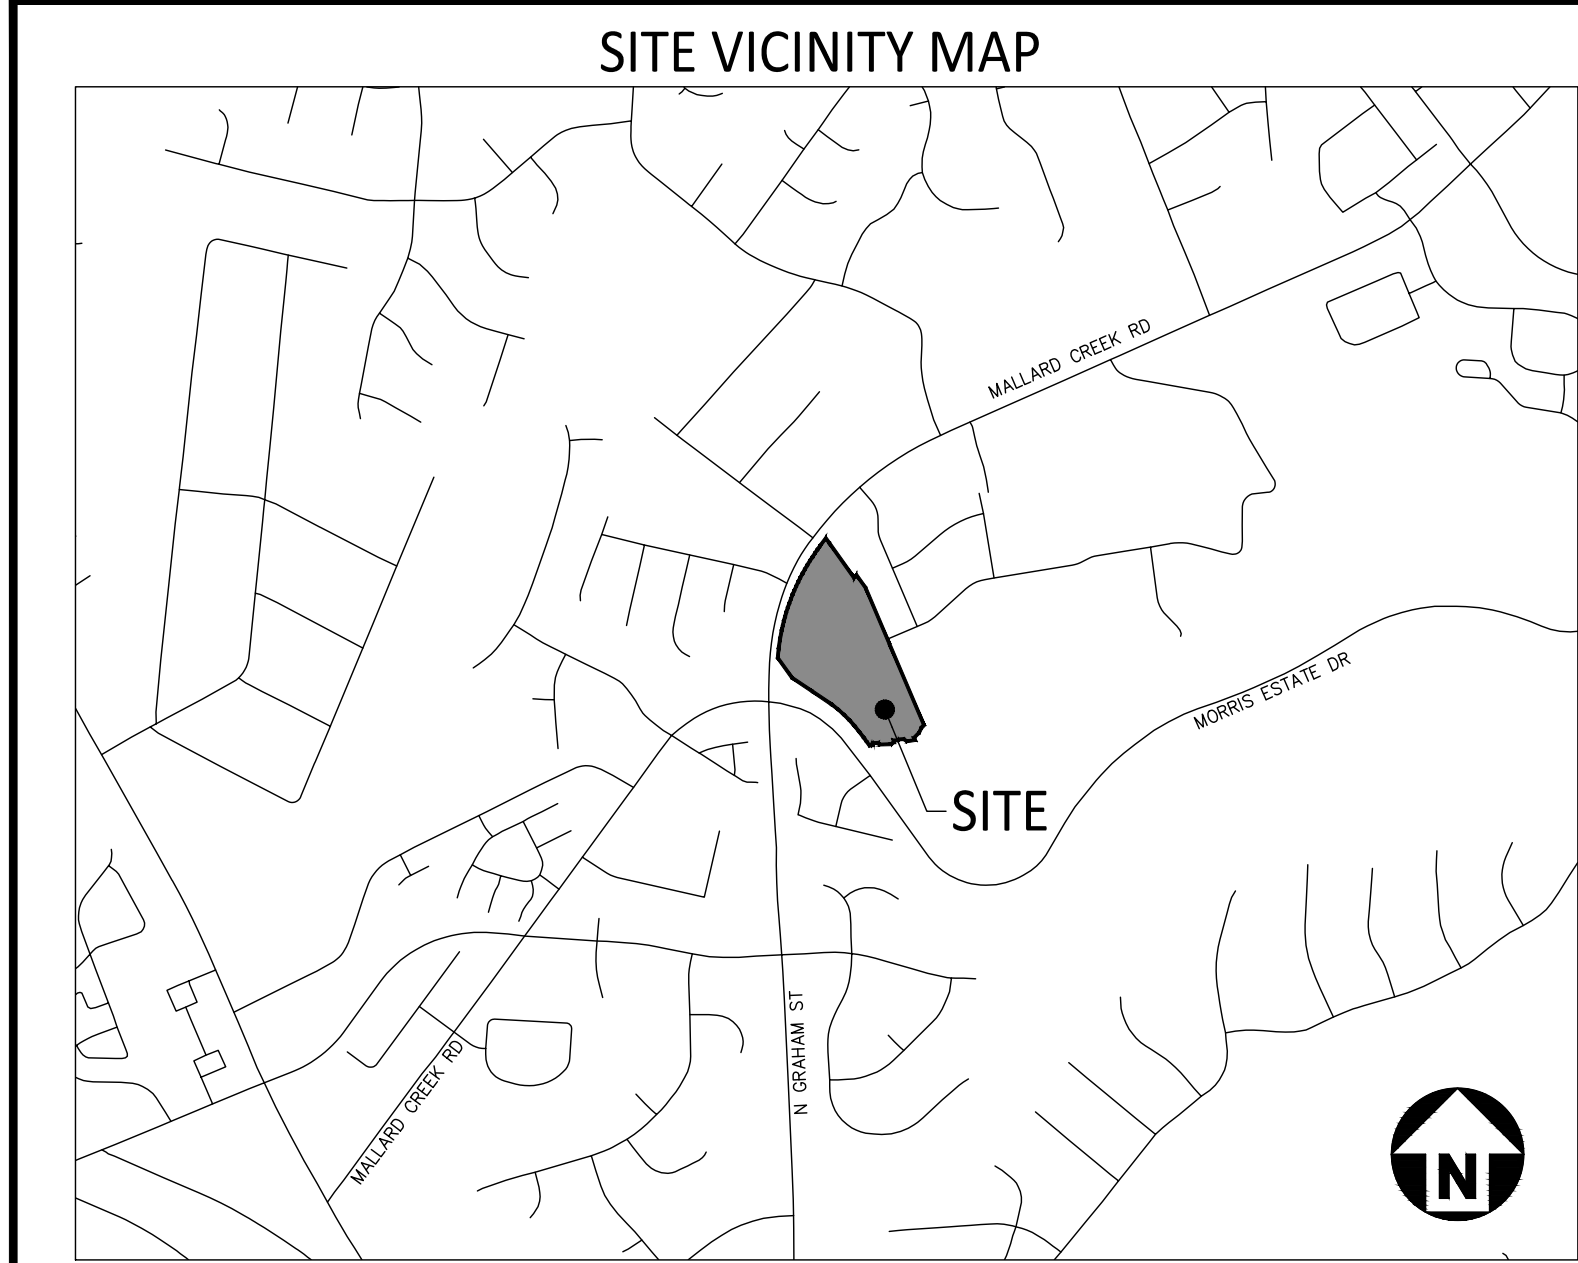 SITE VICINITY MAP
MALLARD CREEK RD
MORRIS ESTATE DR
SITE
N GRAHAM ST
MALLARD CREEK RD
N